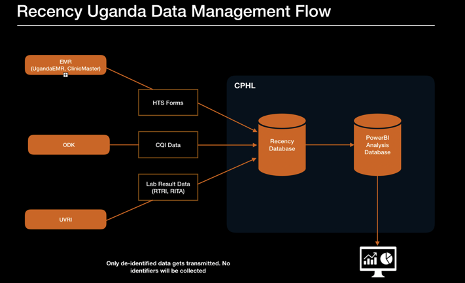 Recency Uganda Data Management Flow
EMR
(UgandaEMR, ClinicMaster)
HTS Forms
CPHL
ODK
CQI Data
Recency
Database
PowerBI
Analysis
Database
Lab Result Data
(RTRI, RITA)
UVRI
Only de-identified data gets transmitted. No
identifiers will be collected